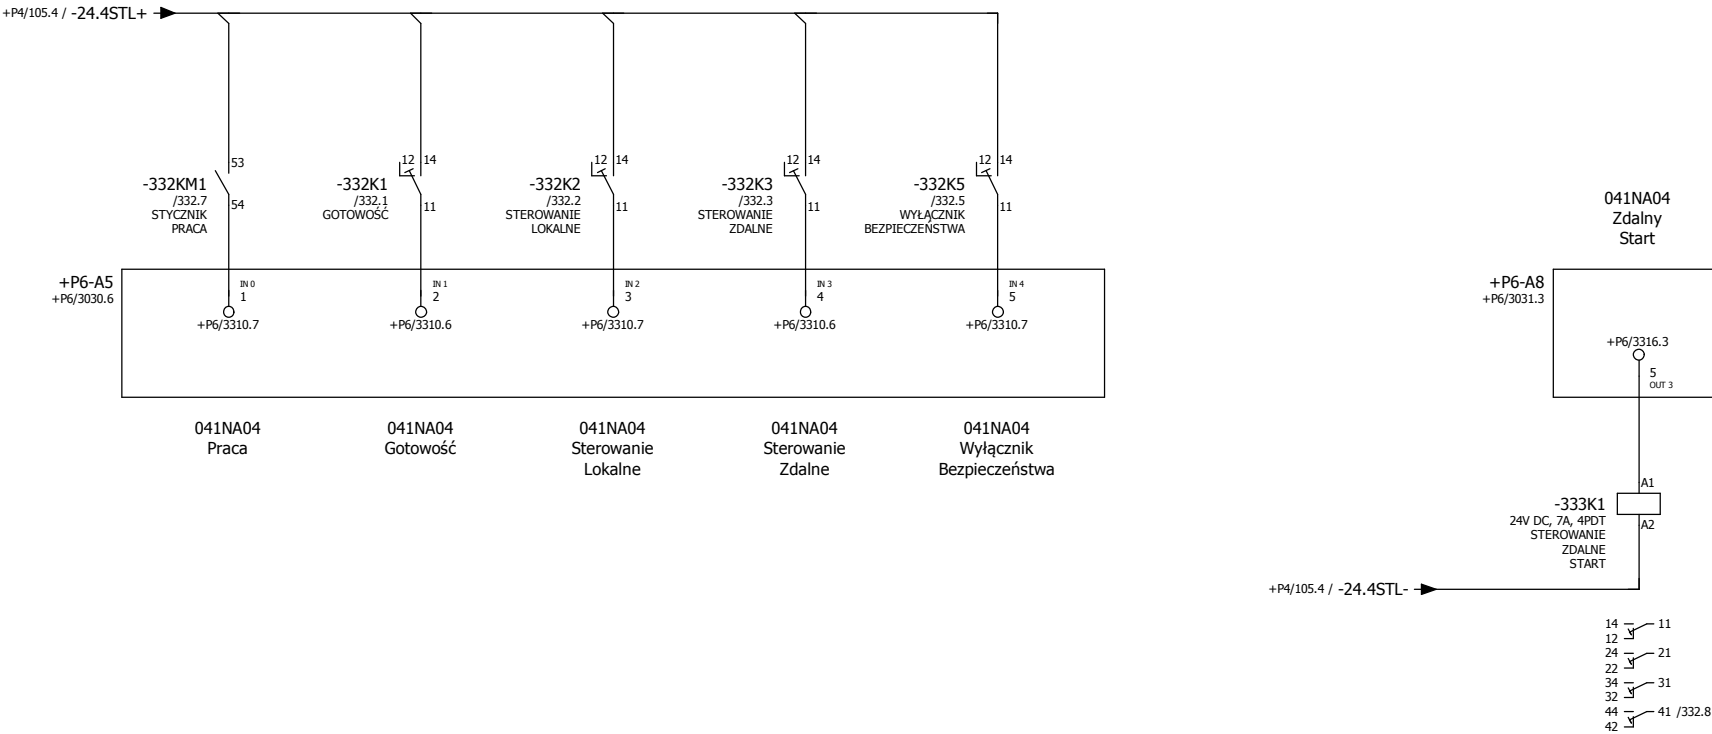 +P4/105.4 / -24.4STL+
53
-332KM1
/332.7
STYCZNIK
PRACA
54
12 14
-332K1
/332.1
GOTOWOŚĆ
11
12 14
-332K2
/332.2
STEROWANIE
LOKALNE
11
12 14
-332K3
/332.3
STEROWANIE
ZDALNE
11
12 14
-332K5
/332.5
WYŁĄCZNIK
BEZPIECZEŃSTWA
11
+P6-A5
+P6/3030.6
IN 0
1
+P6/3310.7
IN 1
2
+P6/3310.6
IN 2
3
+P6/3310.7
IN 3
4
+P6/3310.6
IN 4
5
+P6/3310.7
041NA04
Praca
041NA04
Gotowość
041NA04
Sterowanie
Lokalne
041NA04
Sterowanie
Zdalne
041NA04
Wyłącznik
Bezpieczeństwa
041NA04
Zdalny
Start
+P6-A8
+P6/3031.3
+P6/3316.3
5
OUT 3
A1
-333K1
24V DC, 7A, 4PDT
STEROWANIE
ZDALNE
START
A2
+P4/105.4 / -24.4STL-
14 11
12
24 21
22
34 31
32
44 41 /332.8
42